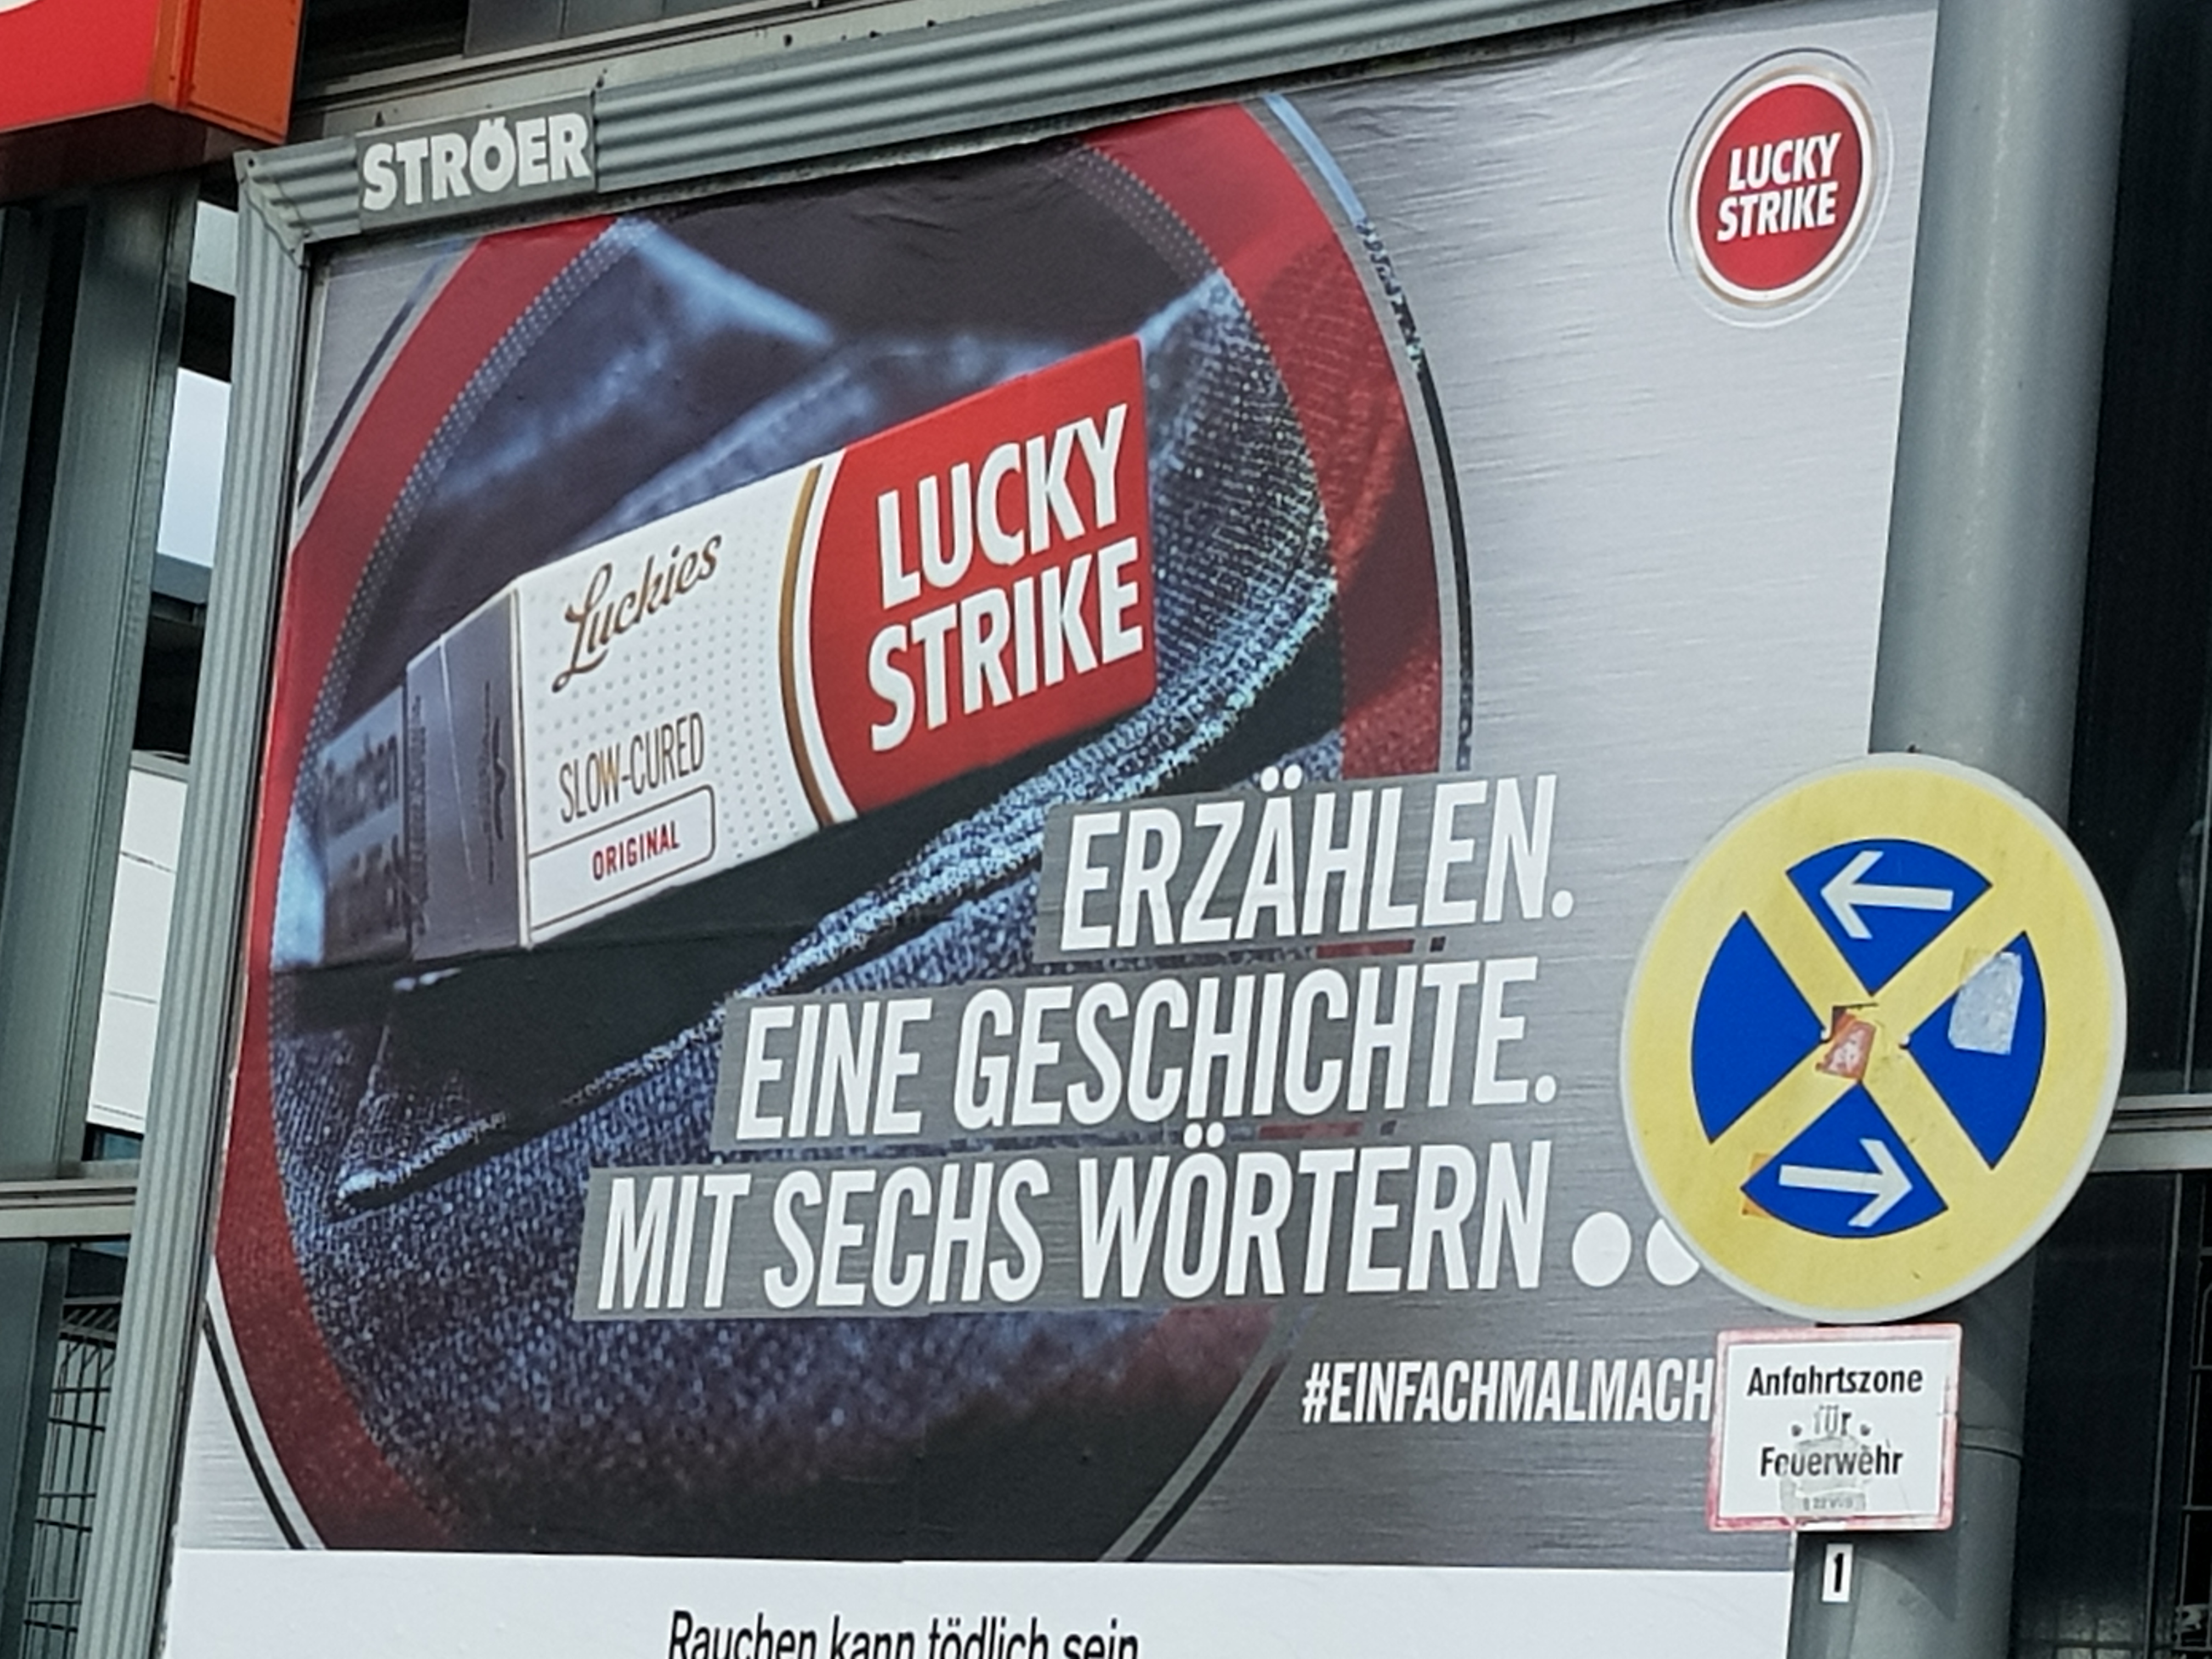 STRÖER
LUCKY
STRIKE
Luckies
SLOW-CURED
ORIGINAL
LUCKY
STRIKE
ERZÄHLEN.
EINE GESCHICHTE.
MIT SECHS WÖRTERN
#EINFACHMALMACH
Anfahrtszone
für
Feuerwehr
1
Rauchen kann tödlich sein